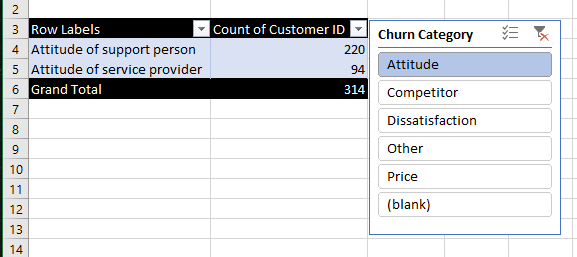 2
3 Row Labels Count of Customer ID
4 Attitude of support person 220
5 Attitude of service provider 94
6 Grand Total 314
7
8
9
10
11
12
13
14
Churn Category
Attitude
Competitor
Dissatisfaction
Other
Price
(blank)